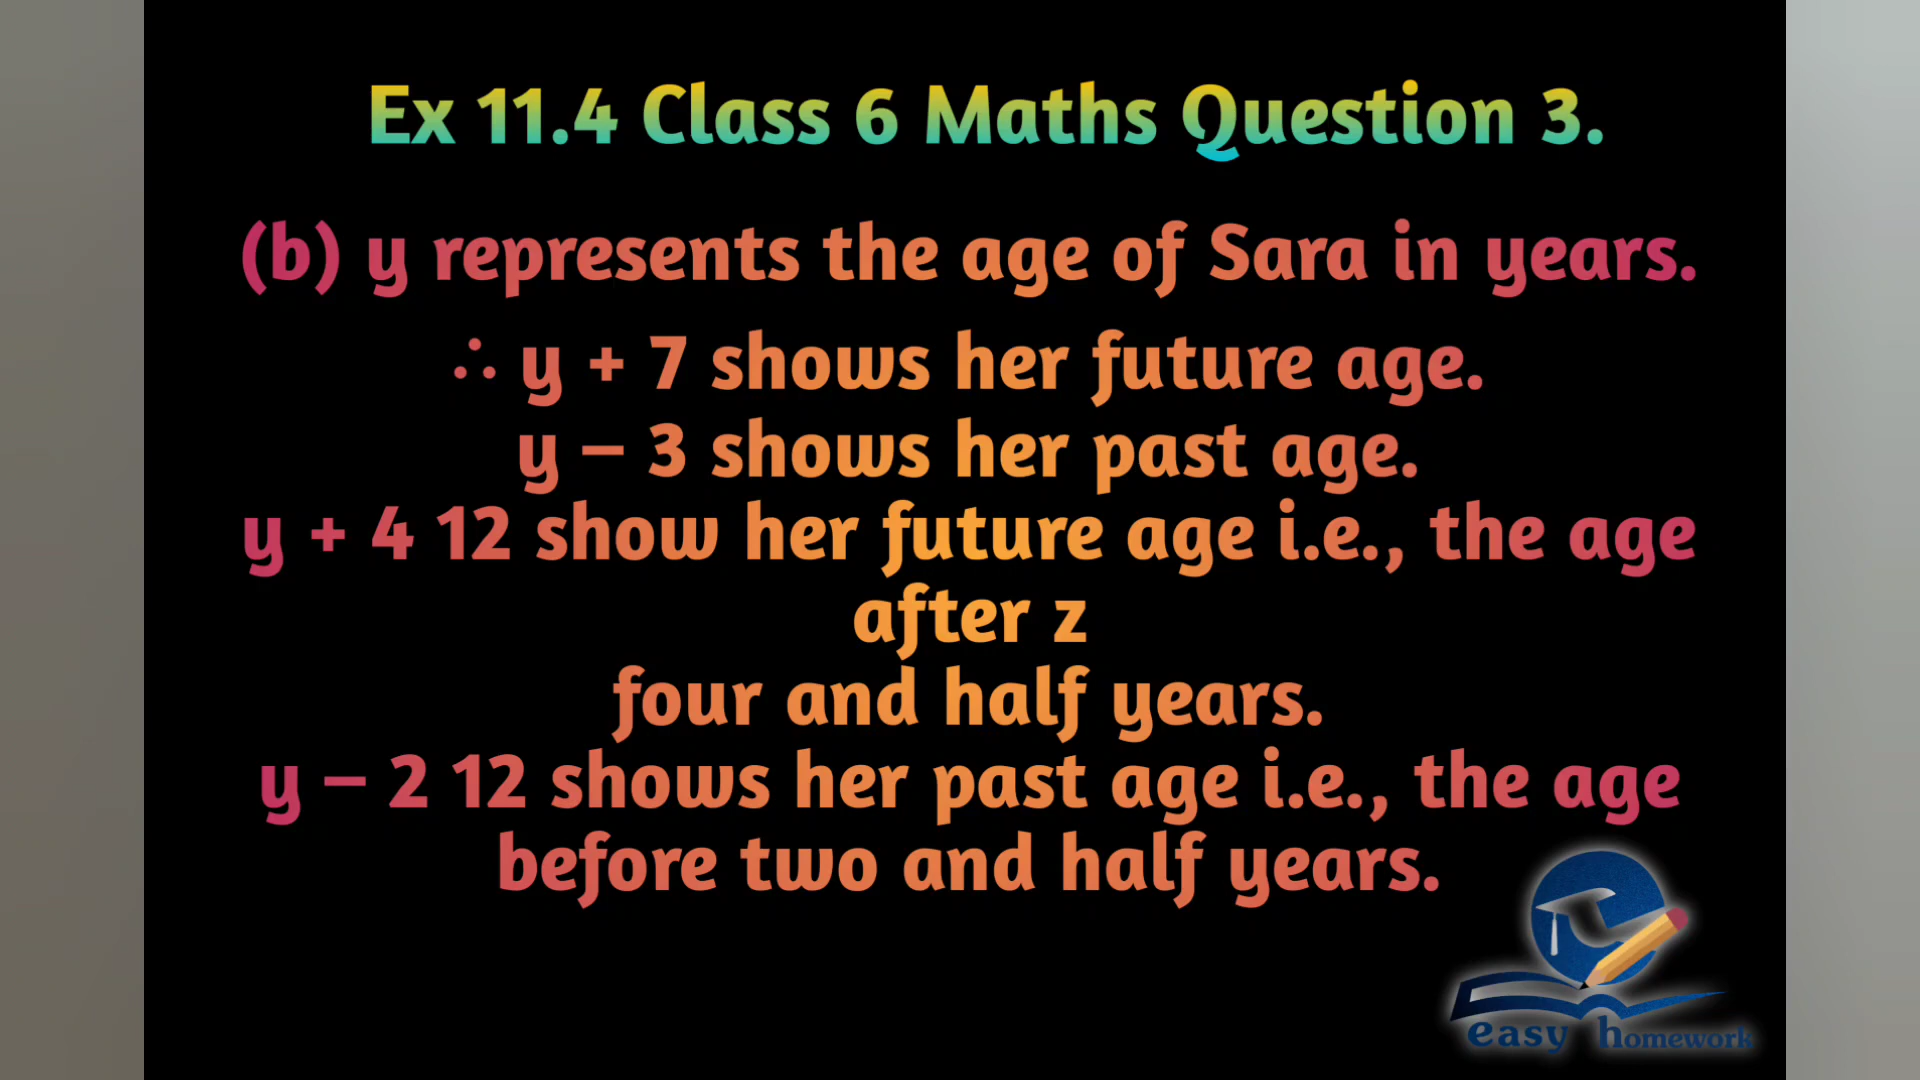 Ex 11.4 Class 6 Maths Question 3.
(b) y represents the age of Sara in years.
∴ y + 7 shows her future age.
y – 3 shows her past age.
y + 4 12 show her future age i.e., the age
after z
four and half years.
y – 2 12 shows her past age i.e., the age
before two and half years.
easy homework